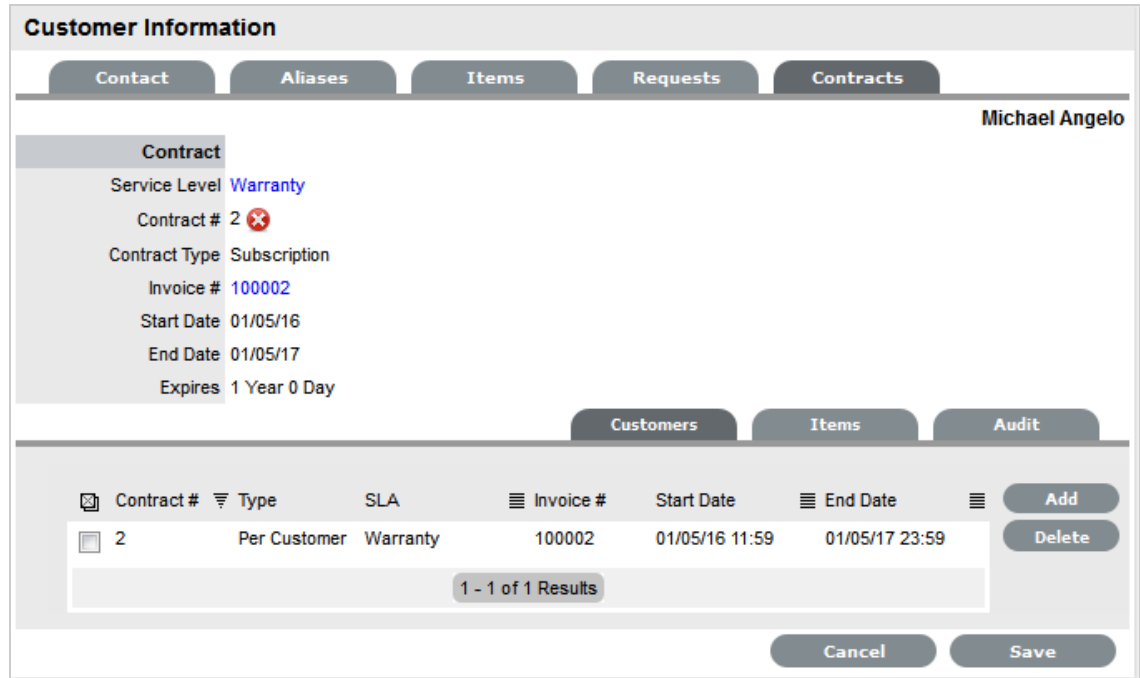 Customer Information
Contact Aliases Items Requests Contracts
Michael Angelo
Contract
Service Level Warranty
Contract # 2
Contract Type Subscription
Invoice # 100002
Start Date 01/05/16
End Date 01/05/17
Expires 1 Year 0 Day
Customers Items Audit
Contract # Type SLA Invoice # Start Date End Date Add
2 Per Customer Warranty 100002 01/05/16 11:59 01/05/17 23:59 Delete
1 - 1 of 1 Results
Cancel Save